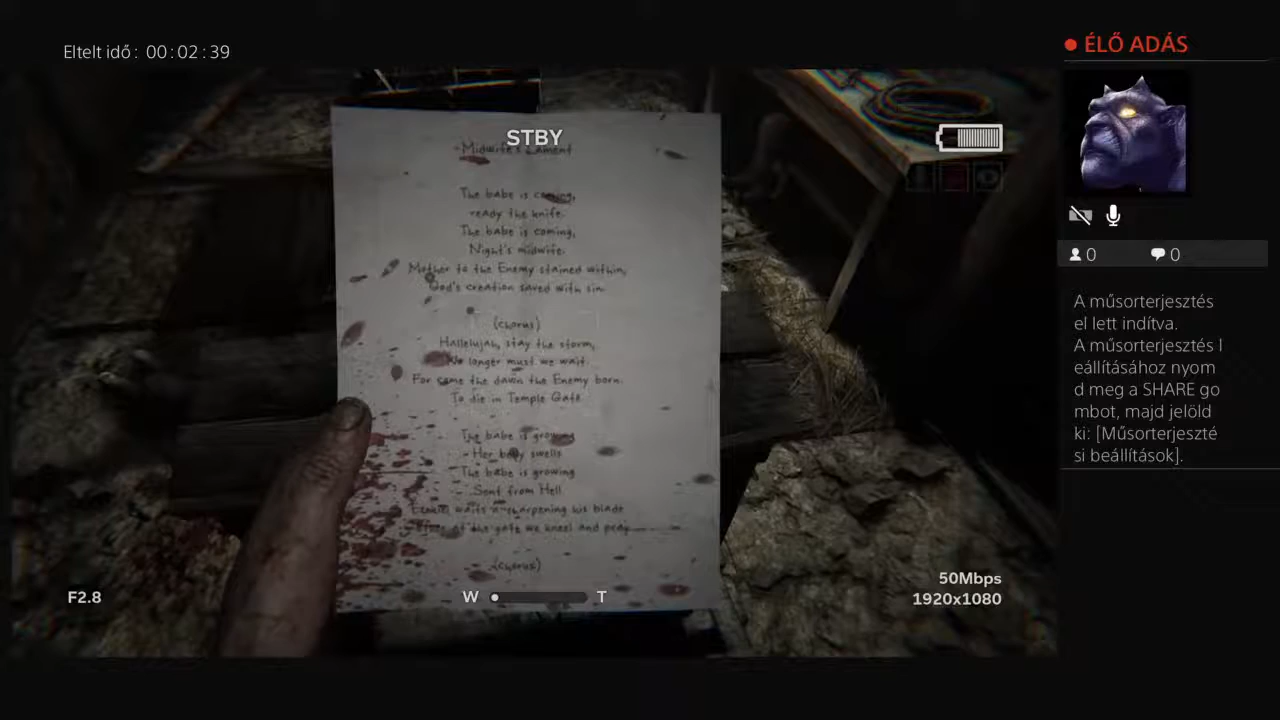 Eltelt idő: 00:02:39
ÉLŐ ADÁS
STBY
Midwife's Lament
The babe is coming,
ready the knife.
The babe is coming,
Night's midwife.
Mother to the Enemy stained within,
God's creation saved with sin.
(chorus)
Hallelujah, stay the storm,
No longer must we wait.
For come the dawn the Enemy born.
To die in Temple Gate.
The babe is growing
Her body swells
The babe is growing
Sent from Hell
waits a-sharpening his blade
at the gate we kneel and pray
(chorus)
F2.8
W
T
50Mbps
1920x1080
0
0
A műsorterjesztés
el lett indítva.
A műsorterjesztés l
eállításához nyom
d meg a SHARE go
mbot, majd jelöld
ki: [Műsorterjeszté
si beállítások].